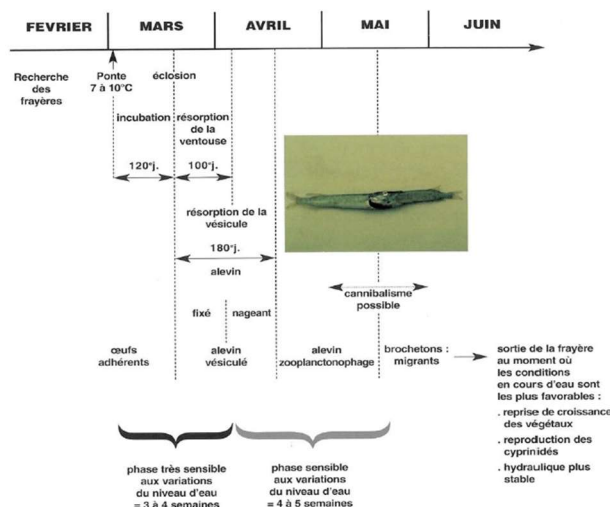 FEVRIER MARS AVRIL MAI JUIN
Recherche
des
frayères
Ponte
7 à 10°C
éclosion
incubation
résorption
de la
ventouse
120°j. 100°j.
résorption de la
vésicule
180°j.
alevin
cannibalisme
possible
fixé nageant
œufs
adhérents
alevin
vésiculé
alevin
zooplanctonophage
brochetons :
migrants
sortie de la frayère
au moment où
les conditions
en cours d'eau sont
les plus favorables :
. reprise de croissance
des végétaux
. reproduction des
cyprinidés
. hydraulique plus
stable
phase très sensible
aux variations
du niveau d'eau
= 3 à 4 semaines
phase sensible
aux variations
du niveau d'eau
= 4 à 5 semaines